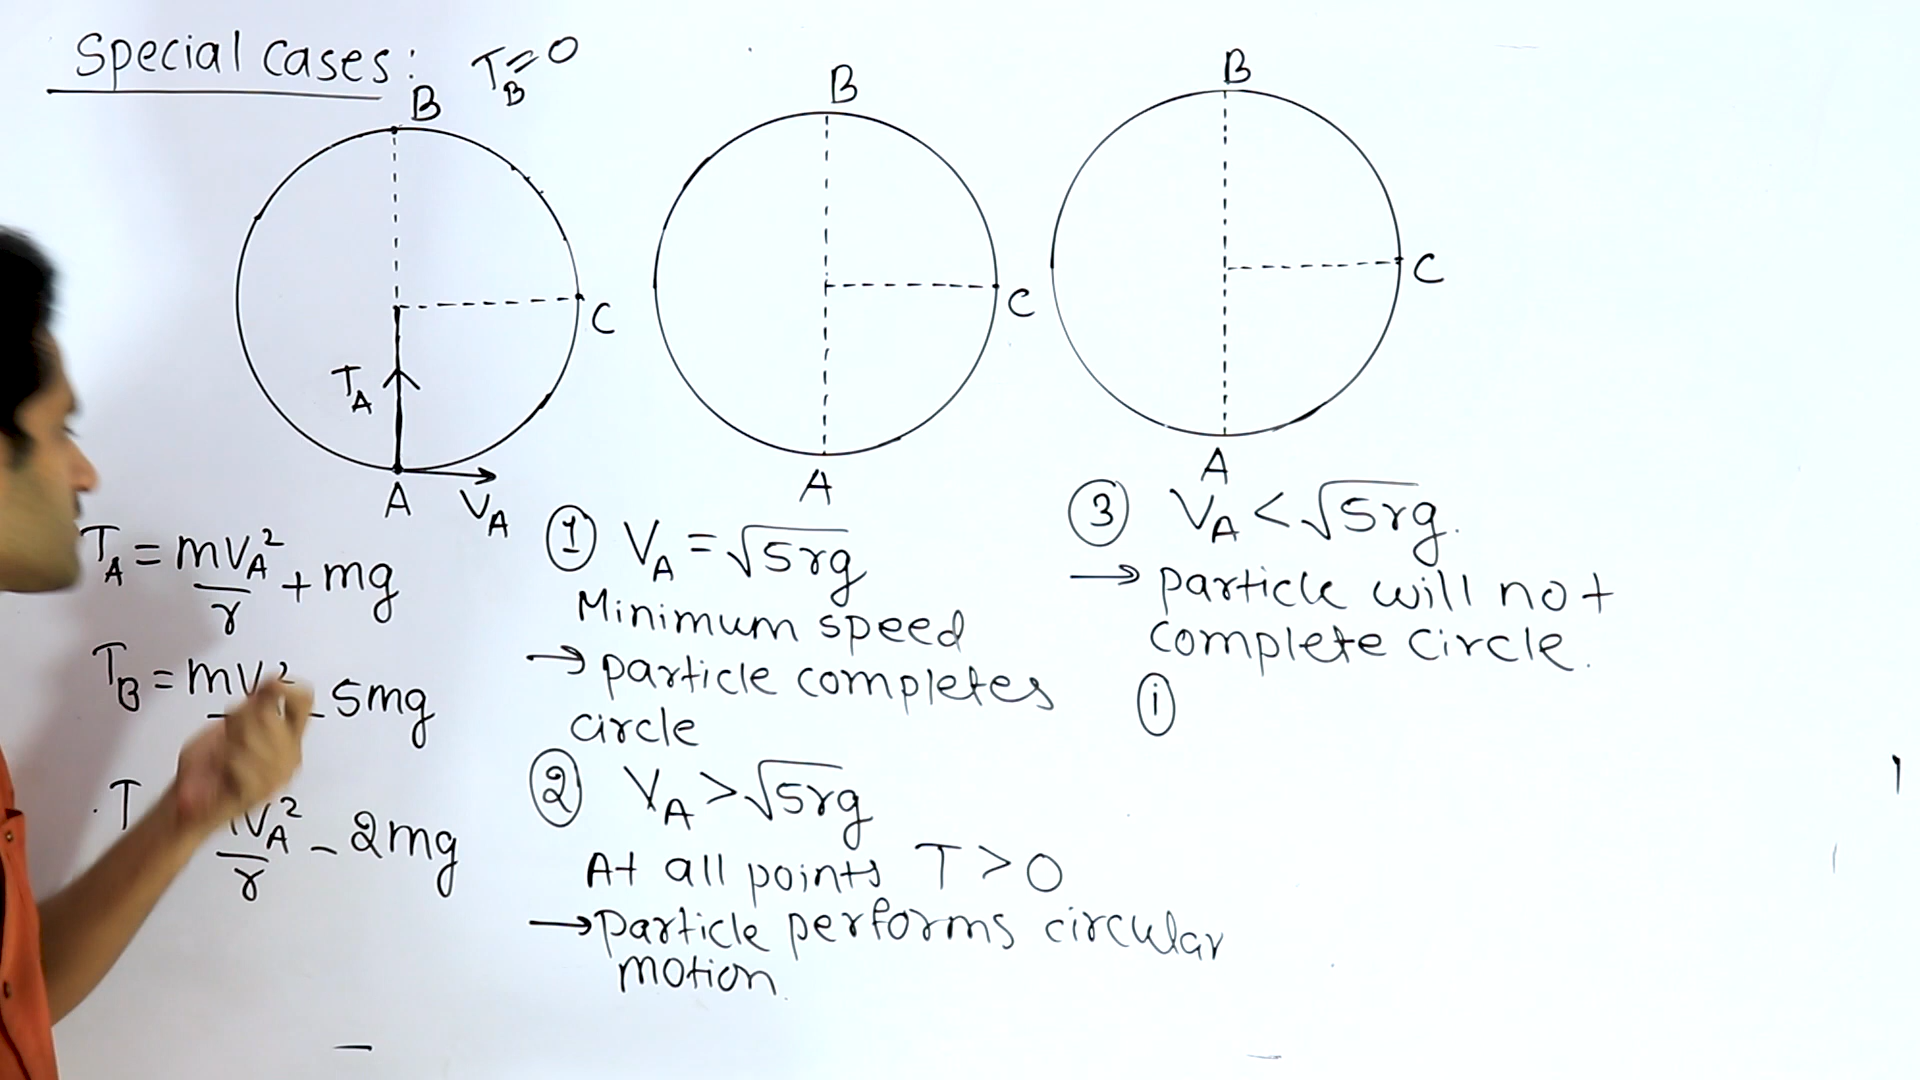 Special Cases:
T_B = 0
B
B
B
C
C
C
T_A
A
V_A
A
A
T_A = mV_A²/r + mg
T_B = mV ² - 5mg
T V_A²/r - 2mg
① V_A = √5rg
Minimum speed
→ particle completes
circle
② V_A > √5rg
At all points T > 0
→ particle performs circular
motion.
③ V_A < √5rg.
→ particle will not
complete circle.
ⓘ